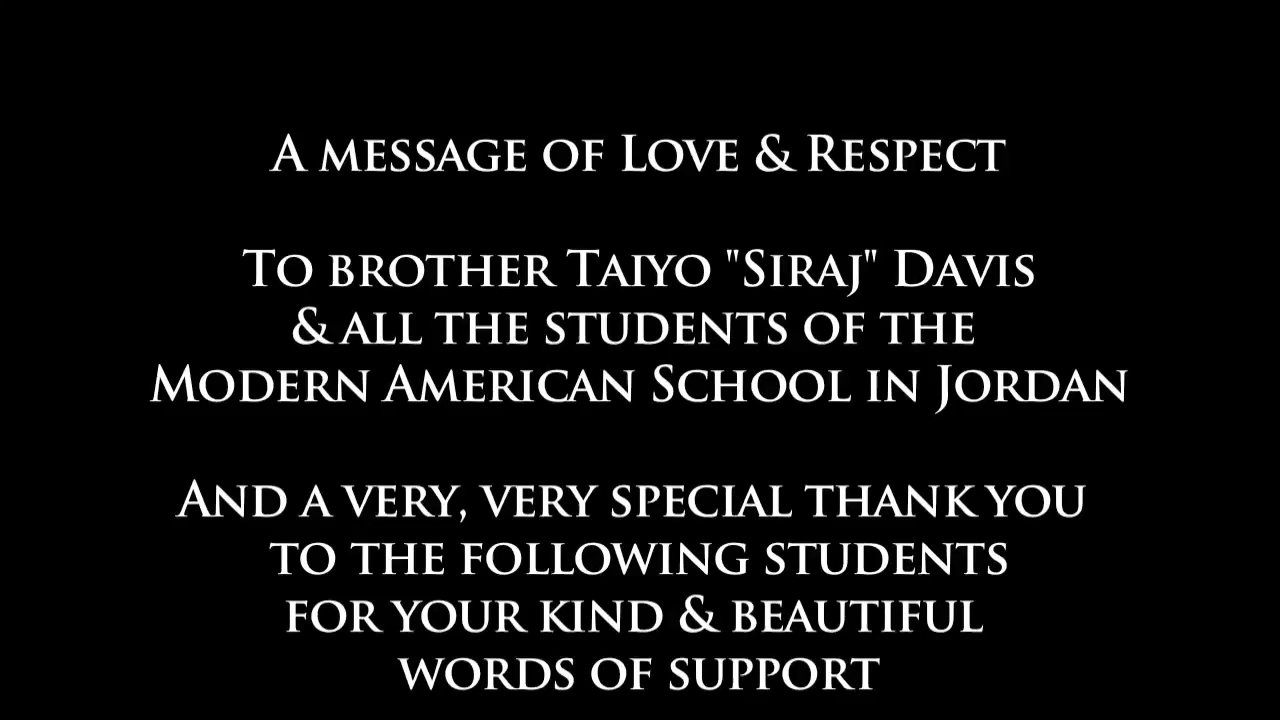 A message of Love & Respect
To brother Taiyo "Siraj" Davis
& all the students of the
Modern American School in Jordan
And a very, very special thank you
to the following students
for your kind & beautiful
words of support